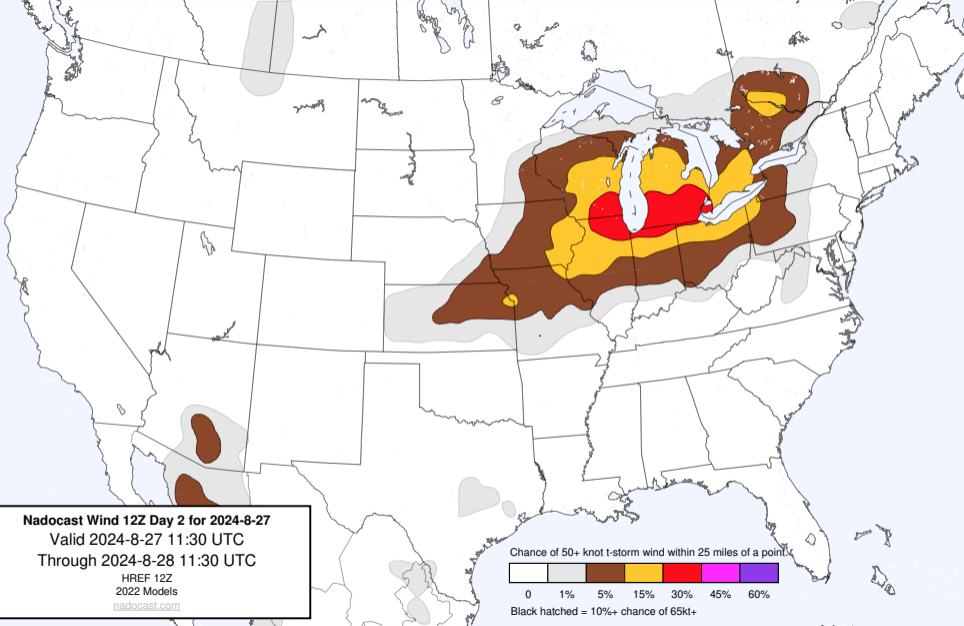 Nadocast Wind 12Z Day 2 for 2024-8-27
Valid 2024-8-27 11:30 UTC
Through 2024-8-28 11:30 UTC
HREF 12Z
2022 Models
nadocast.com
Chance of 50+ knot t-storm wind within 25 miles of a point.
0 1% 5% 15% 30% 45% 60%
Black hatched = 10%+ chance of 65kt+